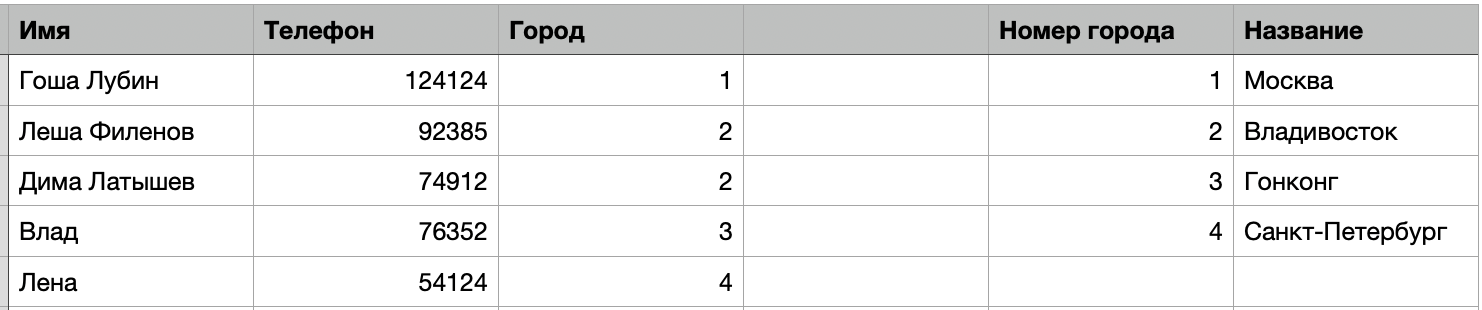 Имя Телефон Город Номер города Название
Гоша Лубин 124124 1 1 Москва
Леша Филенов 92385 2 2 Владивосток
Дима Латышев 74912 2 3 Гонконг
Влад 76352 3 4 Санкт-Петербург
Лена 54124 4